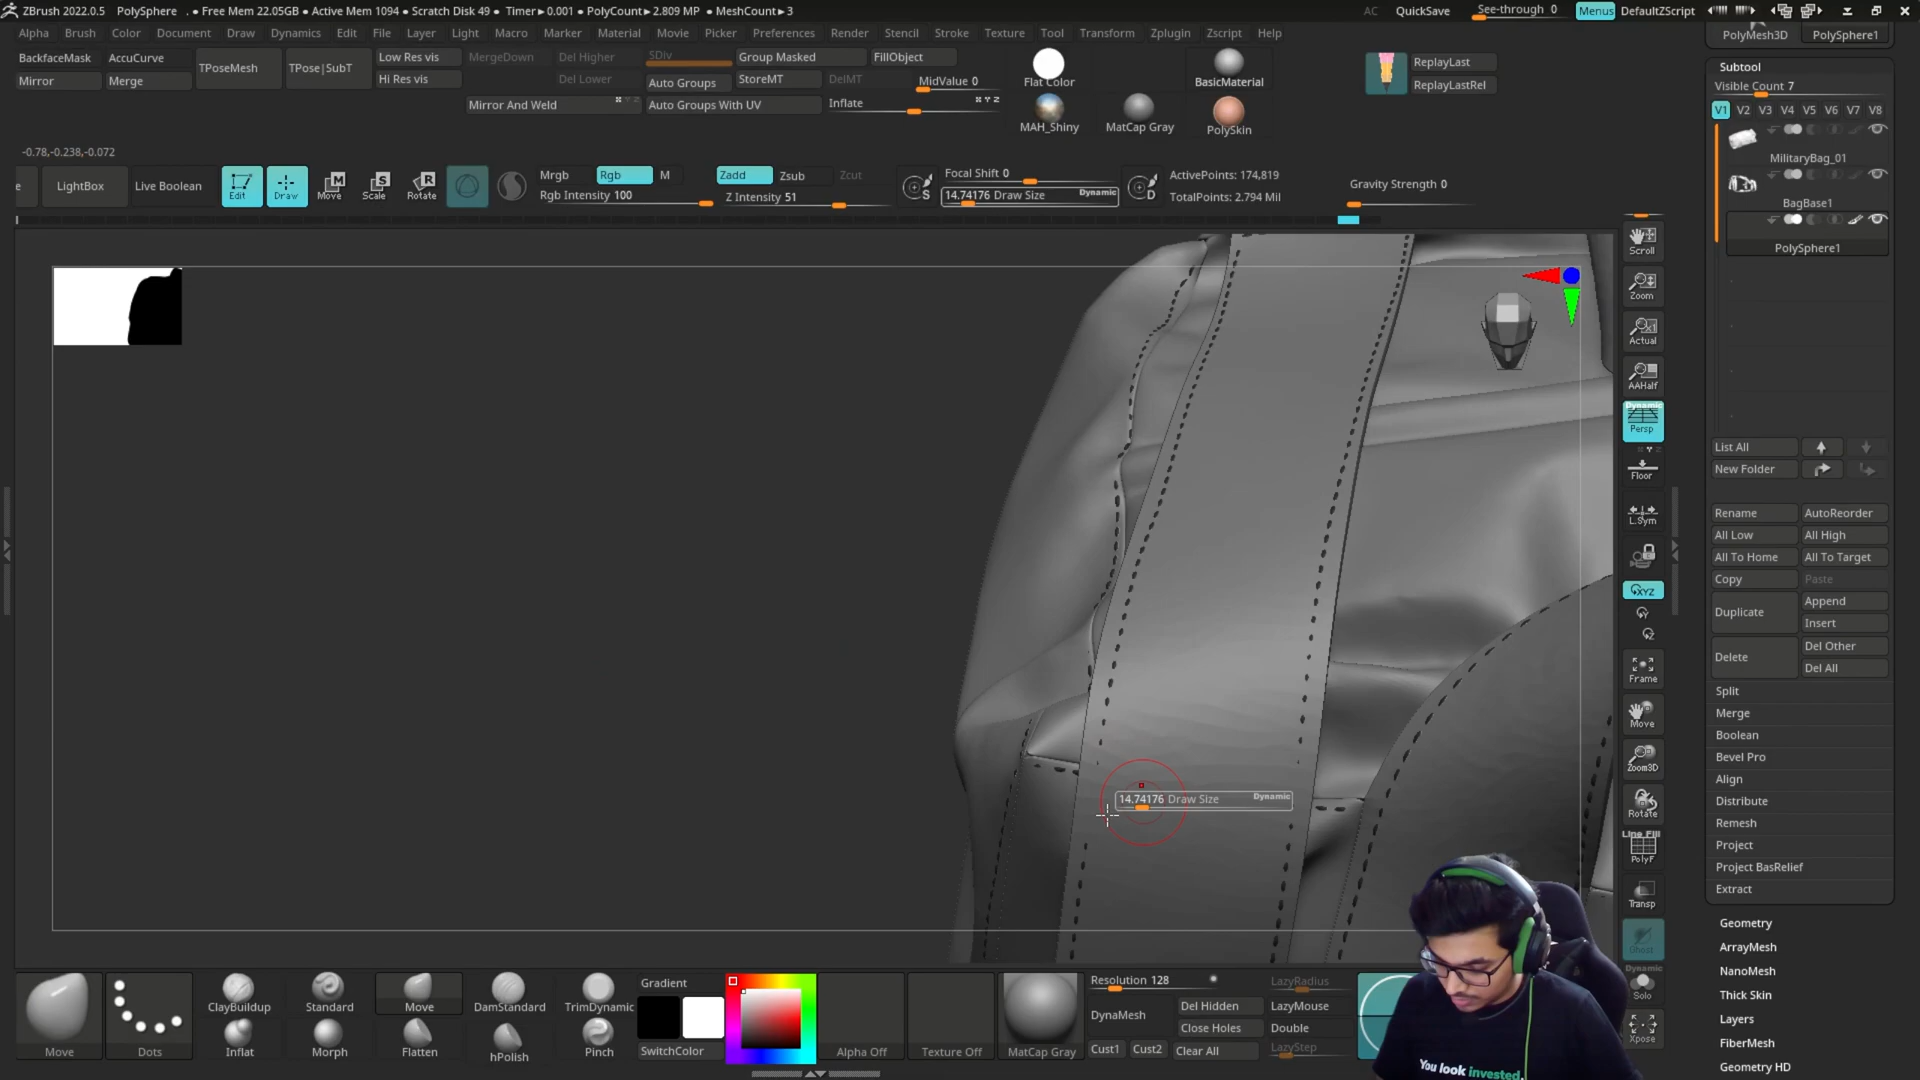 ZBrush 2022.0.5 PolySphere . • Free Mem 22.05GB • Active Mem 1094 • Scratch Disk 49 • Timer▸0.001 • PolyCount▸2.809 MP • MeshCount▸3 AC QuickSave See-through 0 Menus DefaultZScript
Alpha Brush Color Document Draw Dynamics Edit File Layer Light Macro Marker Material Movie Picker Preferences Render Stencil Stroke Texture Tool Transform Zplugin Zscript Help
PolyMesh3D PolySphere1
BackfaceMask AccuCurve TPoseMesh TPose|SubT Low Res vis MergeDown Del Higher SDiv Group Masked FillObject
Mirror Merge Hi Res vis Del Lower Auto Groups StoreMT DelMT MidValue 0
Mirror And Weld Auto Groups With UV Inflate
Flat Color BasicMaterial
MAH_Shiny MatCap Gray PolySkin
ReplayLast
ReplayLastRel
-0.78,-0.238,-0.072
e LightBox Live Boolean Edit Draw Move Scale Rotate
Mrgb Rgb M Zadd Zsub Zcut Focal Shift 0 ActivePoints: 174,819 Gravity Strength 0
Rgb Intensity 100 Z Intensity 51 14.74176 Draw Size Dynamic TotalPoints: 2.794 Mil
M
S
R
S
D
14.74176 Draw Size Dynamic
Scroll
Zoom
Actual
AAHalf
Dynamic
Persp
Floor
L.Sym
XYZ
Frame
Move
Zoom3D
Rotate
Line Fill
PolyF
Transp
Ghost
Dynamic
Solo
Xpose
Subtool
Visible Count 7
V1 V2 V3 V4 V5 V6 V7 V8
MilitaryBag_01
BagBase1
PolySphere1
List All
New Folder
Rename AutoReorder
All Low All High
All To Home All To Target
Copy Paste
Duplicate Append
Insert
Delete Del Other
Del All
Split
Merge
Boolean
Bevel Pro
Align
Distribute
Remesh
Project
Project BasRelief
Extract
Geometry
ArrayMesh
NanoMesh
Thick Skin
Layers
FiberMesh
Geometry HD
Move Dots
ClayBuildup Standard Move DamStandard TrimDynamic
Inflat Morph Flatten hPolish Pinch
Gradient
SwitchColor
Alpha Off Texture Off MatCap Gray
Resolution 128 LazyRadius
DynaMesh Del Hidden LazyMouse
Close Holes Double
Cust1 Cust2 Clear All LazyStep
You look invested.